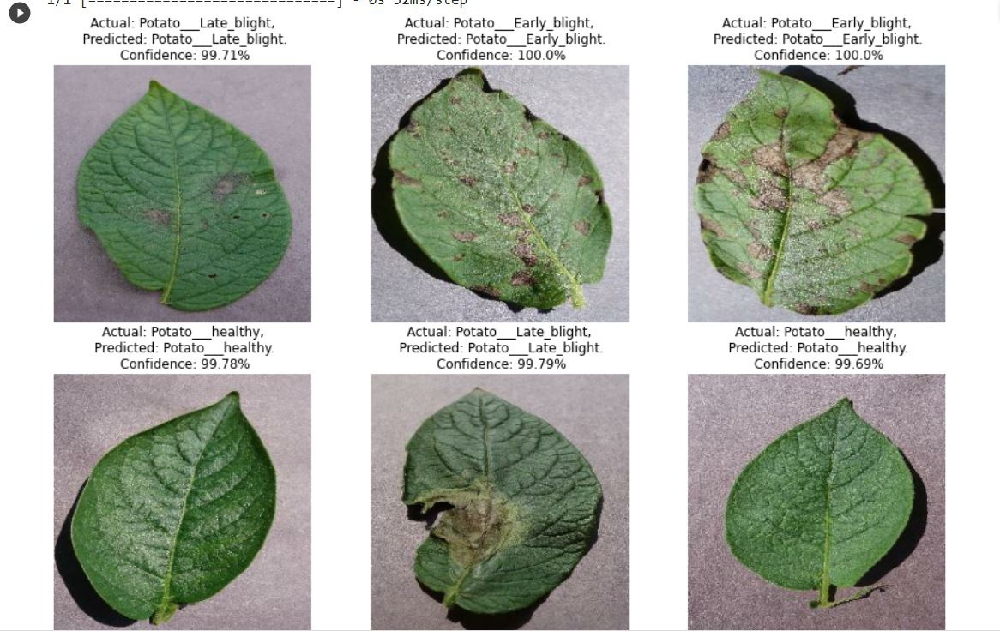 1/1 [==============================] - 0s 52ms/step
Actual: Potato___Late_blight,
Predicted: Potato___Late_blight.
Confidence: 99.71%
Actual: Potato___Early_blight,
Predicted: Potato___Early_blight.
Confidence: 100.0%
Actual: Potato___Early_blight,
Predicted: Potato___Early_blight.
Confidence: 100.0%
Actual: Potato___healthy,
Predicted: Potato___healthy.
Confidence: 99.78%
Actual: Potato___Late_blight,
Predicted: Potato___Late_blight.
Confidence: 99.79%
Actual: Potato___healthy,
Predicted: Potato___healthy.
Confidence: 99.69%